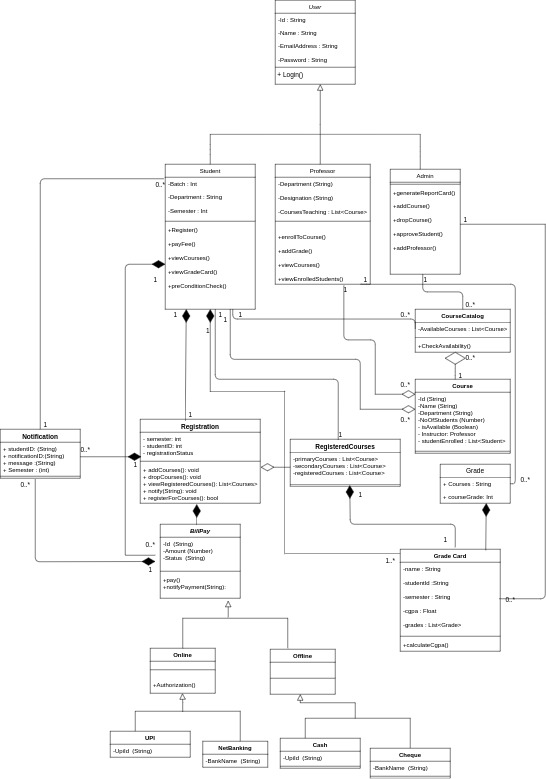 User
-Id : String
-Name : String
-EmailAddress : String
-Password : String
+ Login()
Student
-Batch : Int
-Department : String
-Semester : Int
+Register()
+payFee()
+viewCourses()
+viewGradeCard()
+preConditionCheck()
Professor
-Department (String)
-Designation (String)
-CoursesTeaching : List<Course>
+enrollToCourse()
+addGrade()
+viewCourses()
+viewEnrolledStudents()
Admin
+generateReportCard()
+addCourse()
+dropCourse()
+approveStudent()
+addProfessor()
0..*
1
1
1
1
1
1
1
1
1
1
0..*
0..*
CourseCatalog
-AvailableCourses : List<Course>
+CheckAvailability()
0..*
1
0..*
0..*
Course
-Id (String)
-Name (String)
-Department (String)
-NoOfStudents (Number)
- isAvailable (Boolean)
- Instructor: Professor
- studentEnrolled : List<Student>
1
1
1
Notification
+ studentID: (String)
+ notificationID:(String)
+ message :(String)
+ Semester : (int)
0..*
0..*
1
Registration
- semester: int
- studentID: int
- registrationStatus
+ addCourses(): void
+ dropCourses(): void
+ viewRegisteredCourses(): List<Courses>
+ notify(String): void
+ registerForCourses(): bool
RegisteredCourses
-primaryCourses : List<Course>
-secondaryCourses : List<Course>
-registeredCourses : List<Course>
1
Grade
+ Courses : String
+ courseGrade: Int
0..*
BillPay
-Id (String)
-Amount (Number)
-Status (String)
+pay()
+notifyPayment(String):
0..*
1
1
1..*
0..*
Grade Card
-name : String
-studentId :String
-semester : String
-cgpa : Float
-grades : List<Grade>
+calculateCgpa()
Online
+Authorization()
Offline
UPI
-UpiId (String)
NetBanking
-BankName (String)
Cash
-UpiId (String)
Cheque
-BankName (String)